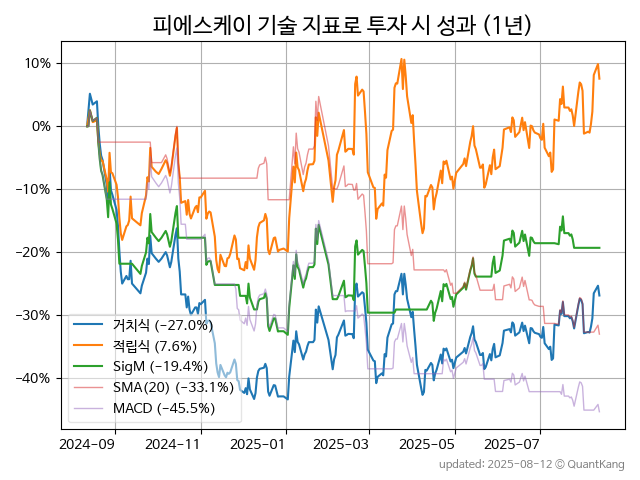 피에스케이 기술 지표로 투자 시 성과 (1년)
10%
0%
−10%
−20%
−30%
−40%
거치식 (−27.0%)
적립식 (7.6%)
SigM (−19.4%)
SMA(20) (−33.1%)
MACD (−45.5%)
2024−09 2024−11 2025−01 2025−03 2025−05 2025−07
updated: 2025-08-12 © QuantKang